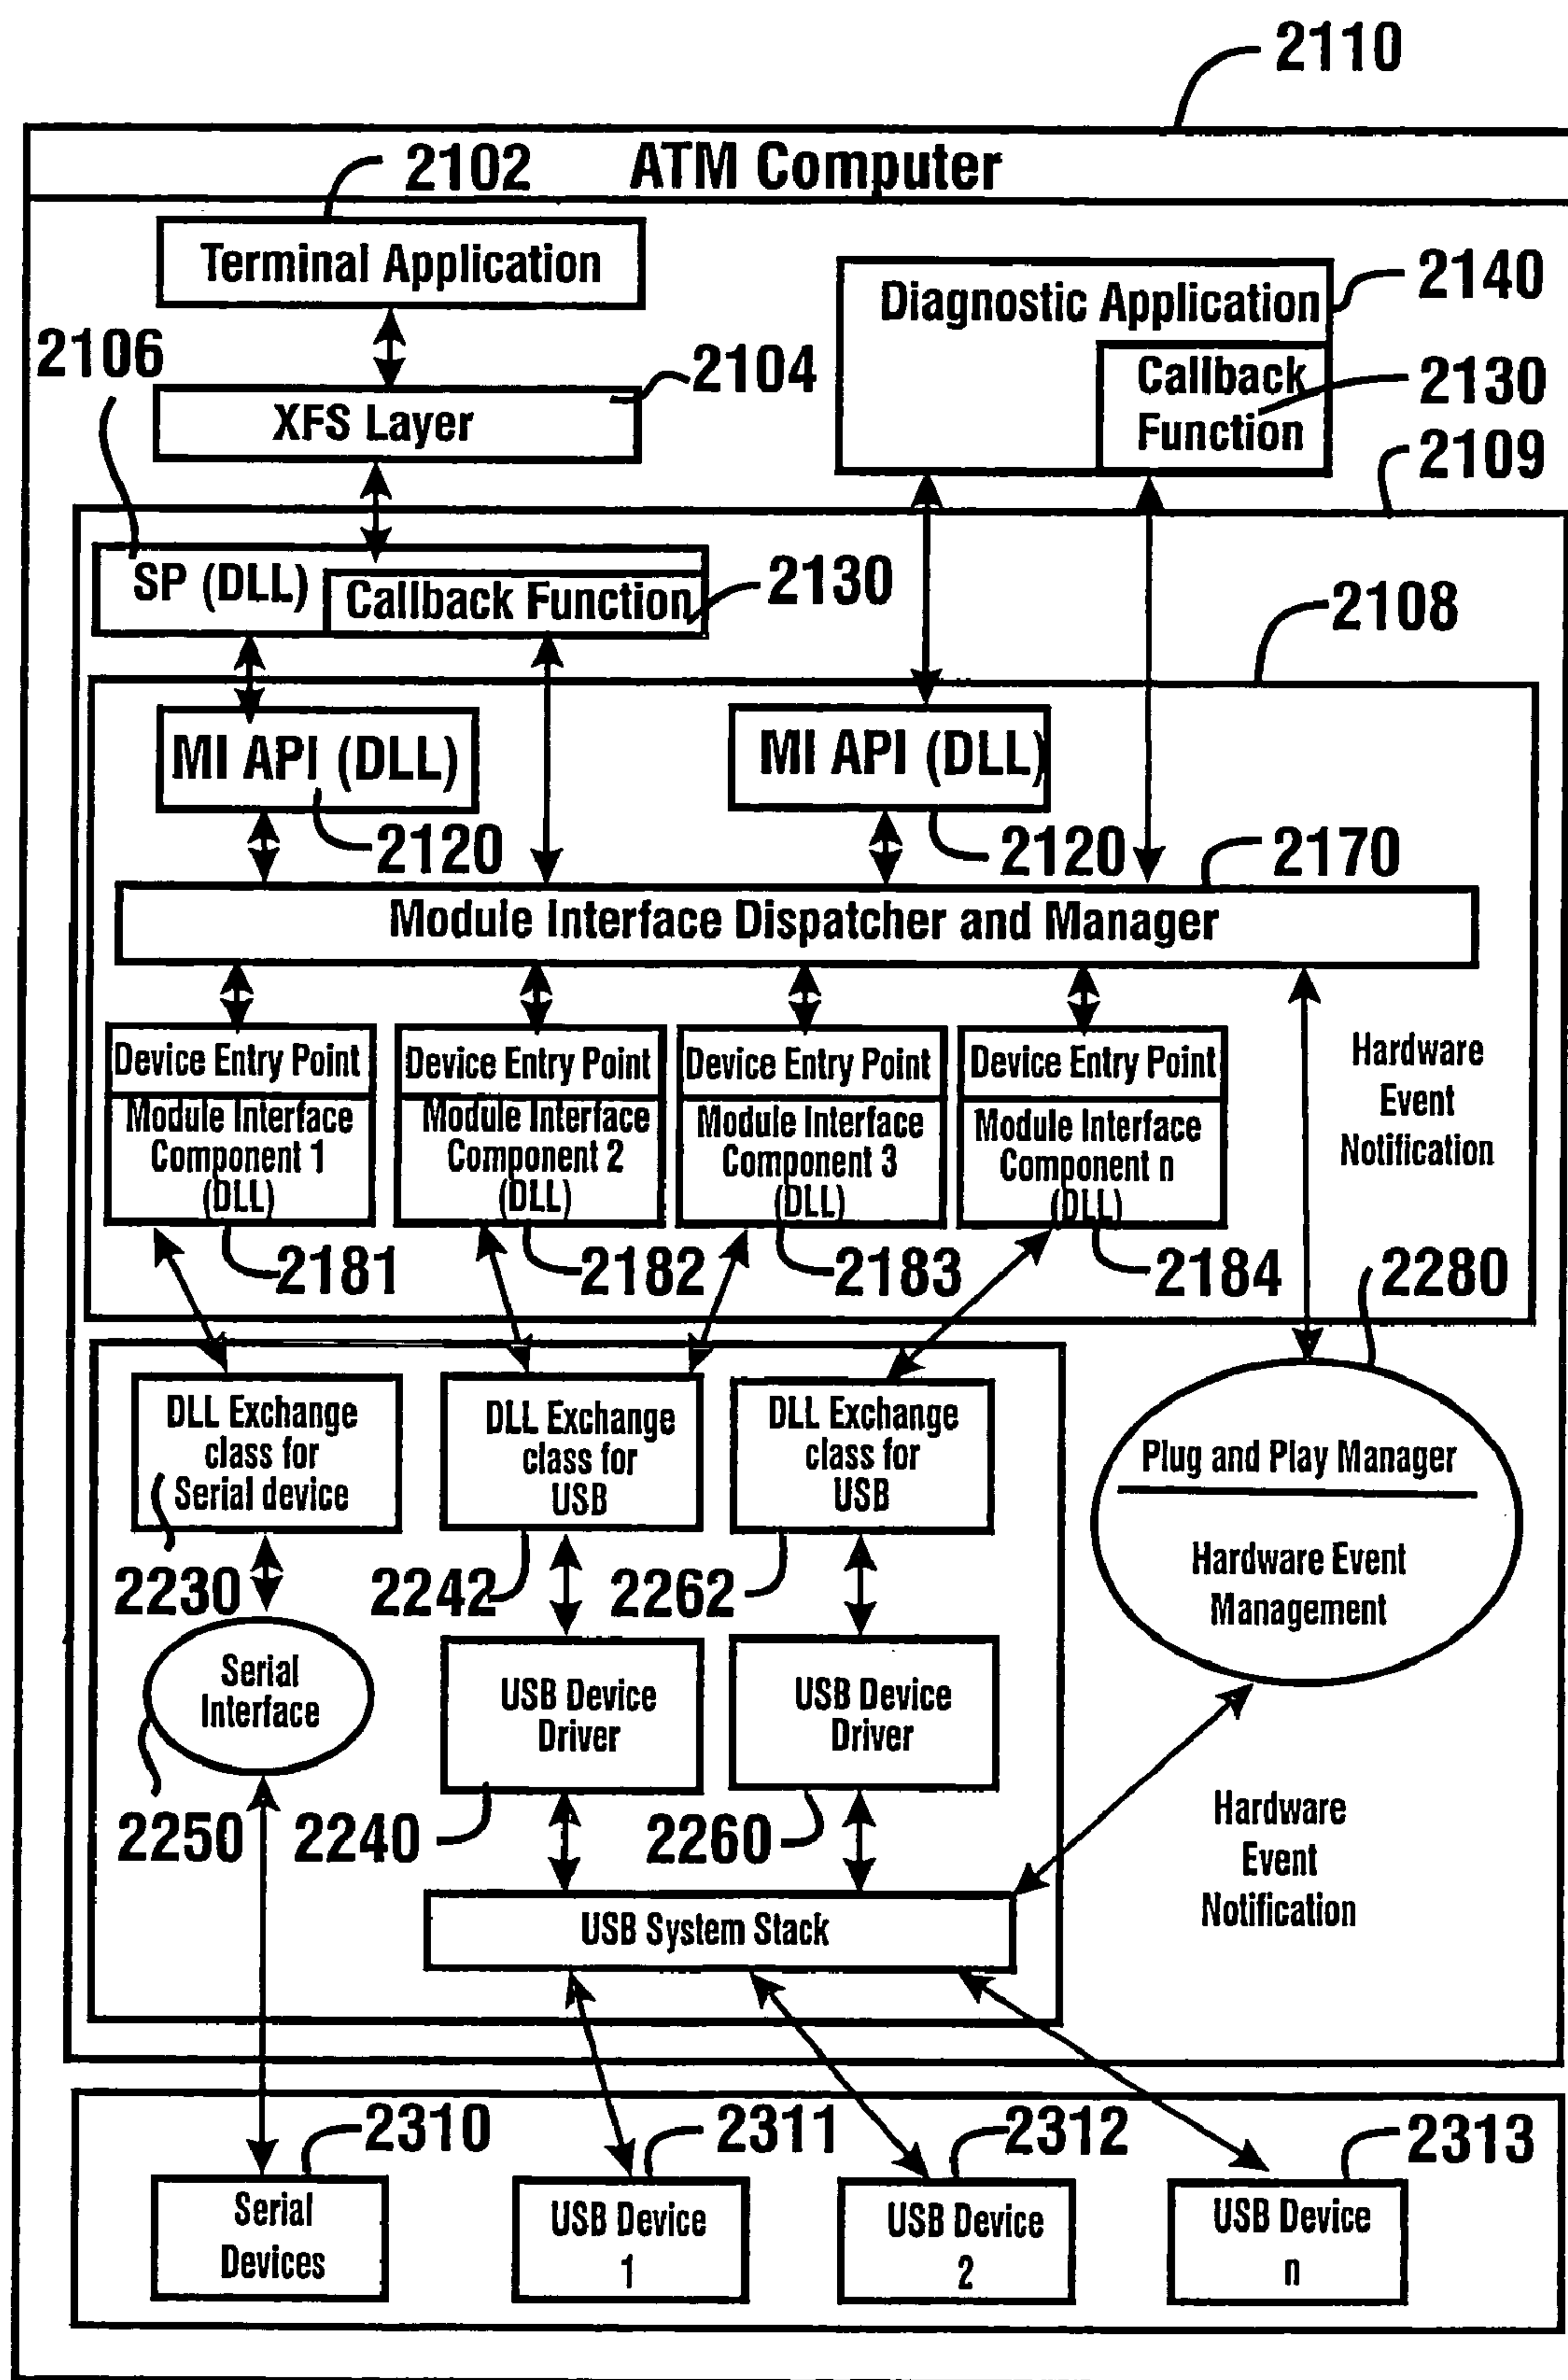 2110
ATM Computer
2102
Terminal Application
2140
Diagnostic Application
2106
2104
Callback
Function
2130
XFS Layer
2109
SP (DLL)
Callback Function
2130
2108
MI API (DLL)
MI API (DLL)
2120
2120
2170
Module Interface Dispatcher and Manager
Device Entry Point
Module Interface
Component 1
(DLL)
Device Entry Point
Module Interface
Component 2
(DLL)
Device Entry Point
Module Interface
Component 3
(DLL)
Device Entry Point
Module Interface
Component n
(DLL)
Hardware
Event
Notification
2181
2182
2183
2184
2280
DLL Exchange
class for
Serial device
DLL Exchange
class for
USB
DLL Exchange
class for
USB
Plug and Play Manager
Hardware Event
Management
2230
2242
2262
Serial
Interface
USB Device
Driver
USB Device
Driver
2250
2240
2260
Hardware
Event
Notification
USB System Stack
2310
2311
2312
2313
Serial
Devices
USB Device
1
USB Device
2
USB Device
n